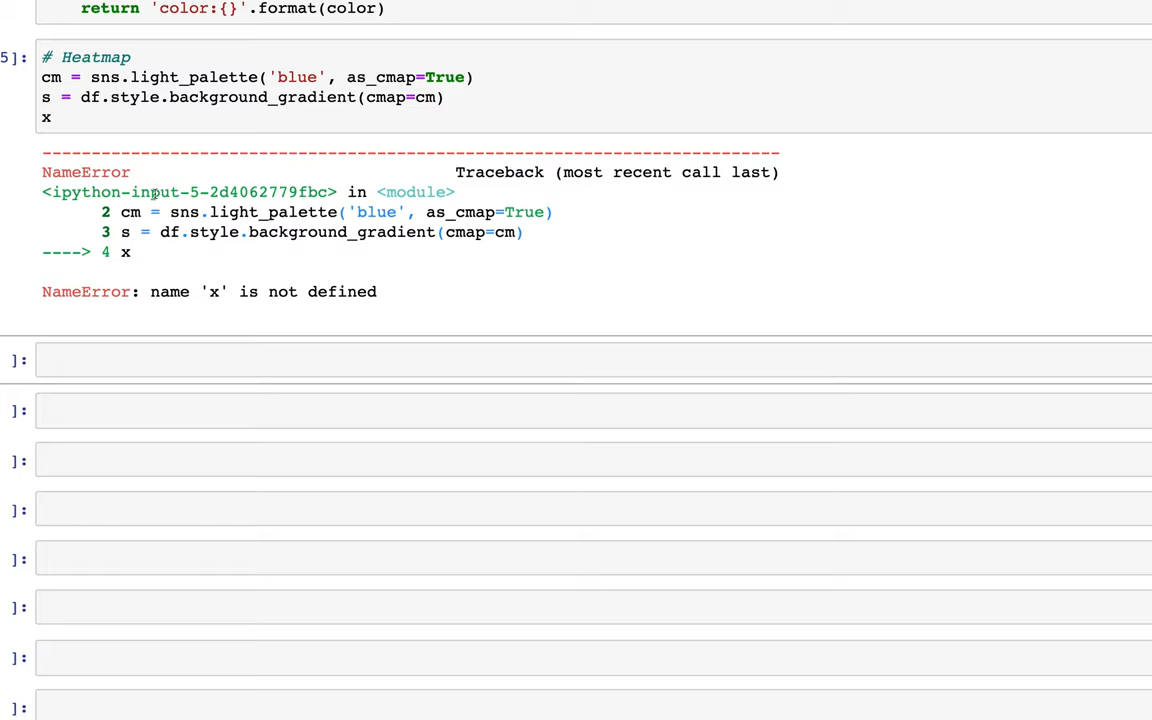 return 'color:{}'.format(color)
5]: # Heatmap
cm = sns.light_palette('blue', as_cmap=True)
s = df.style.background_gradient(cmap=cm)
x
-------------------------------------------------------------------------------
NameError                                 Traceback (most recent call last)
<ipython-input-5-2d4062779fbc> in <module>
2 cm = sns.light_palette('blue', as_cmap=True)
3 s = df.style.background_gradient(cmap=cm)
----> 4 x
NameError: name 'x' is not defined
]:
]:
]:
]:
]:
]:
]:
]: